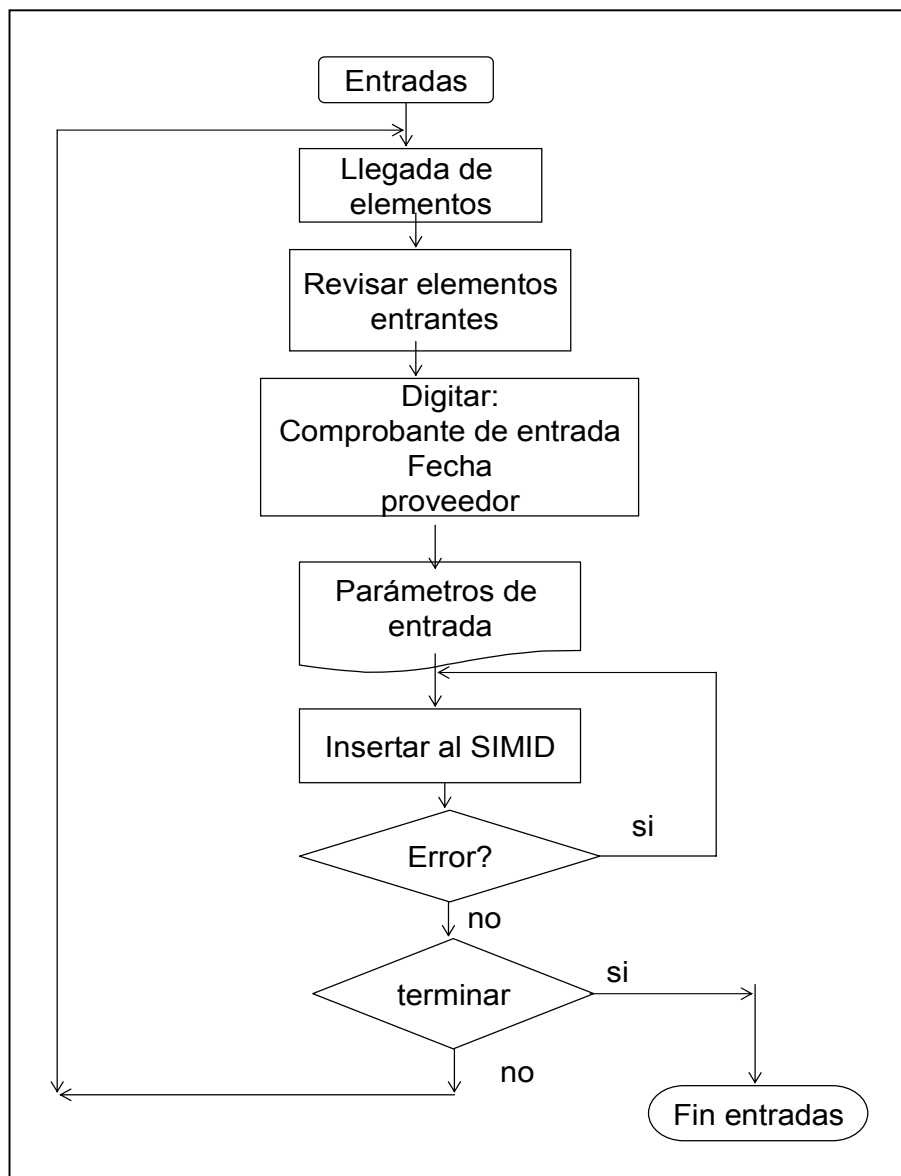 Entradas
Llegada de
elementos
Revisar elementos
entrantes
Digitar:
Comprobante de entrada
Fecha
proveedor
Parámetros de
entrada
Insertar al SIMID
si
Error?
no
si
terminar
no
Fin entradas